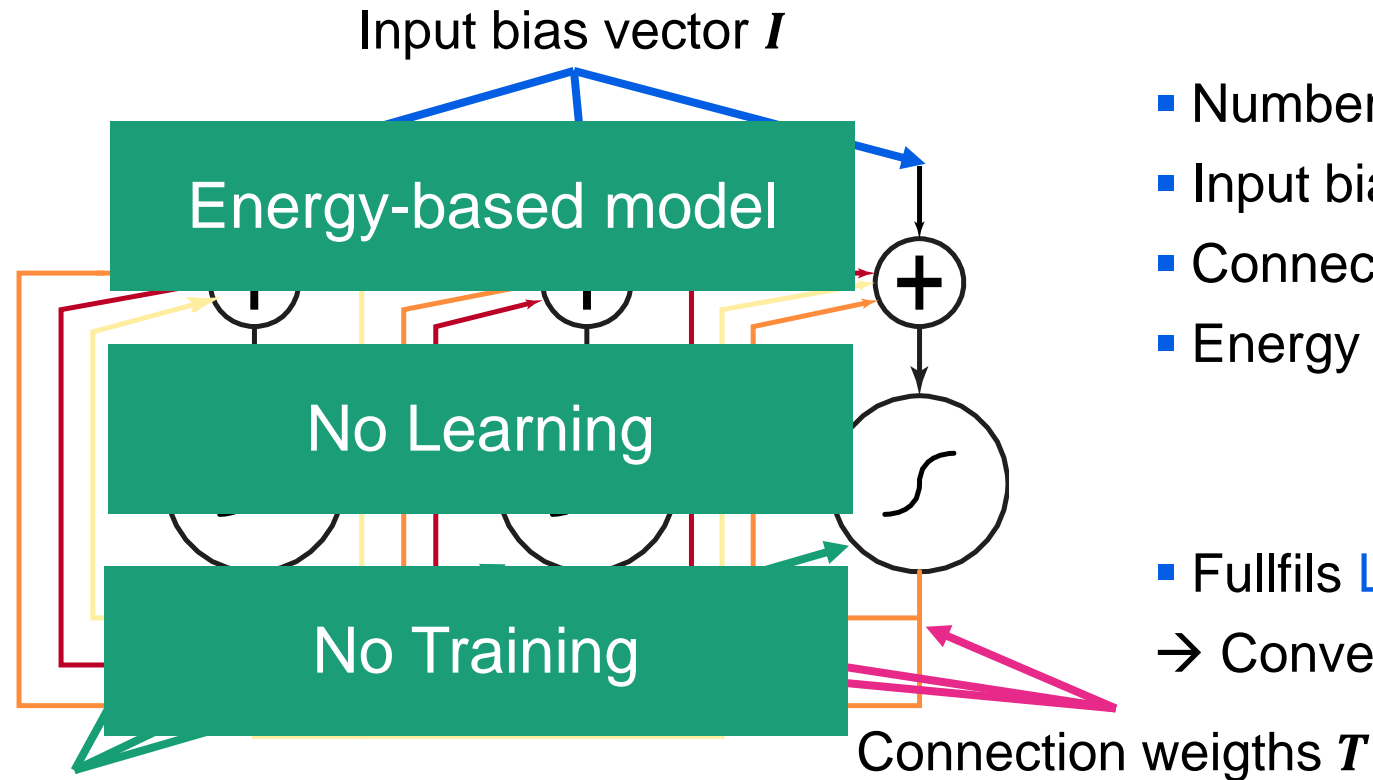 Input bias vector I
Energy-based model
No Learning
No Training
Connection weigths T
Number
Input bia
Connec
Energy
Fullfils L
→ Conve